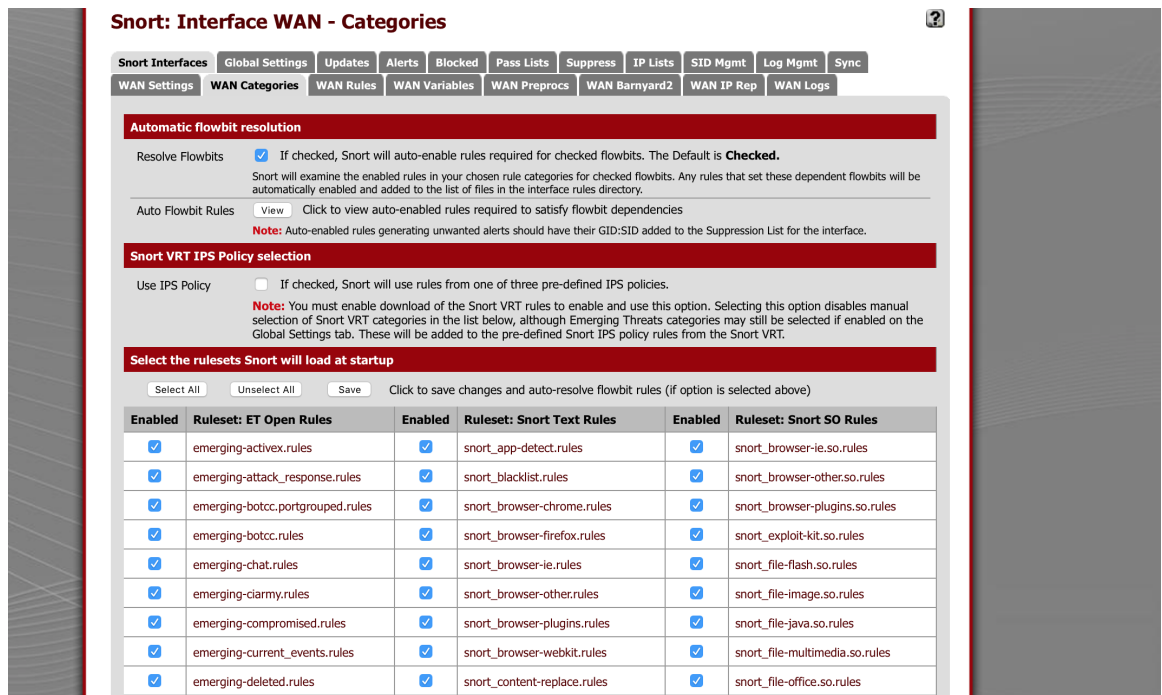 Snort: Interface WAN - Categories
?
Snort Interfaces Global Settings Updates Alerts Blocked Pass Lists Suppress IP Lists SID Mgmt Log Mgmt Sync
WAN Settings WAN Categories WAN Rules WAN Variables WAN Preprocs WAN Barnyard2 WAN IP Rep WAN Logs
Automatic flowbit resolution
Resolve Flowbits If checked, Snort will auto-enable rules required for checked flowbits. The Default is Checked.
Snort will examine the enabled rules in your chosen rule categories for checked flowbits. Any rules that set these dependent flowbits will be
automatically enabled and added to the list of files in the interface rules directory.
Auto Flowbit Rules View Click to view auto-enabled rules required to satisfy flowbit dependencies
Note: Auto-enabled rules generating unwanted alerts should have their GID:SID added to the Suppression List for the interface.
Snort VRT IPS Policy selection
Use IPS Policy If checked, Snort will use rules from one of three pre-defined IPS policies.
Note: You must enable download of the Snort VRT rules to enable and use this option. Selecting this option disables manual
selection of Snort VRT categories in the list below, although Emerging Threats categories may still be selected if enabled on the
Global Settings tab. These will be added to the pre-defined Snort IPS policy rules from the Snort VRT.
Select the rulesets Snort will load at startup
Select All Unselect All Save Click to save changes and auto-resolve flowbit rules (if option is selected above)
Enabled Ruleset: ET Open Rules Enabled Ruleset: Snort Text Rules Enabled Ruleset: Snort SO Rules
emerging-activex.rules snort_app-detect.rules snort_browser-ie.so.rules
emerging-attack_response.rules snort_blacklist.rules snort_browser-other.so.rules
emerging-botcc.portgrouped.rules snort_browser-chrome.rules snort_browser-plugins.so.rules
emerging-botcc.rules snort_browser-firefox.rules snort_exploit-kit.so.rules
emerging-chat.rules snort_browser-ie.rules snort_file-flash.so.rules
emerging-ciarmy.rules snort_browser-other.rules snort_file-image.so.rules
emerging-compromised.rules snort_browser-plugins.rules snort_file-java.so.rules
emerging-current_events.rules snort_browser-webkit.rules snort_file-multimedia.so.rules
emerging-deleted.rules snort_content-replace.rules snort_file-office.so.rules